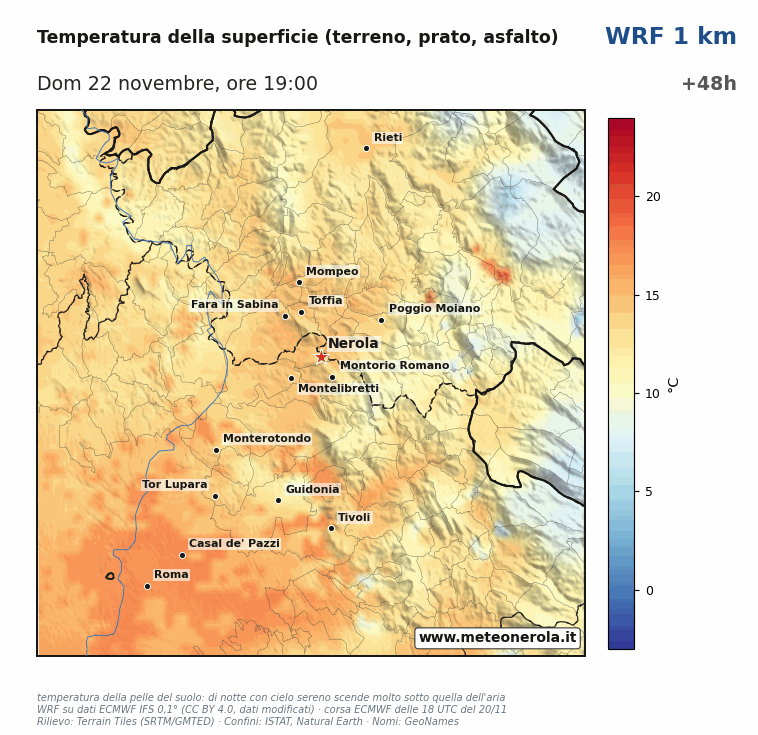 Temperatura della superficie (terreno, prato, asfalto)
WRF 1 km
Dom 22 novembre, ore 19:00
+48h
Rieti
Mompeo
Fara in Sabina
Toffia
Poggio Moiano
Nerola
Montorio Romano
Montelibretti
Monterotondo
Tor Lupara
Guidonia
Tivoli
Casal de' Pazzi
Roma
www.meteonerola.it
20
15
10
5
0
°C
temperatura della pelle del suolo: di notte con cielo sereno scende molto sotto quella dell'aria
WRF su dati ECMWF IFS 0,1° (CC BY 4.0, dati modificati) · corsa ECMWF delle 18 UTC del 20/11
Rilievo: Terrain Tiles (SRTM/GMTED) · Confini: ISTAT, Natural Earth · Nomi: GeoNames